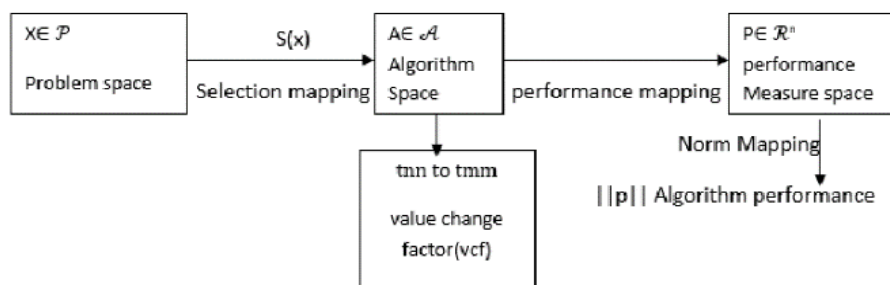 X∈ 𝒫
Problem space
S(x)
Selection mapping
A∈ 𝒜
Algorithm
Space
performance mapping
P∈ ℛⁿ
performance
Measure space
tnn to tmm
value change
factor(vcf)
Norm Mapping
||p|| Algorithm performance